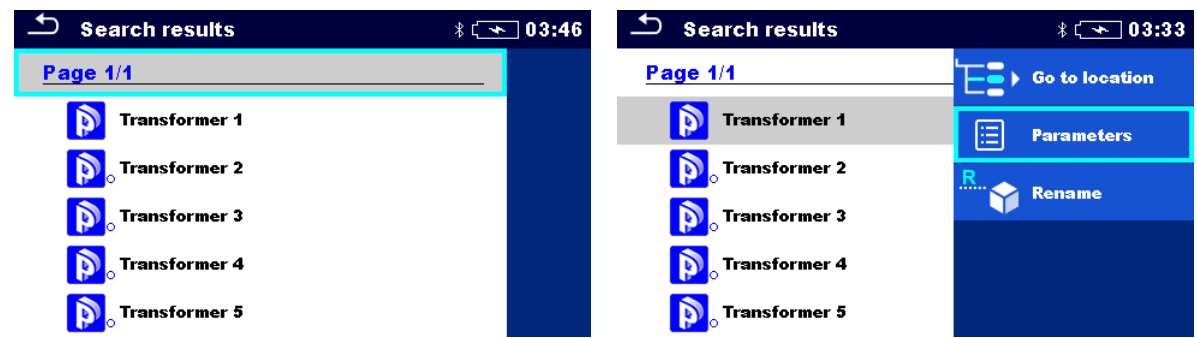 Search results
03:46
Page 1/1
Transformer 1
Transformer 2
Transformer 3
Transformer 4
Transformer 5
Search results
03:33
Page 1/1
Transformer 1
Transformer 2
Transformer 3
Transformer 4
Transformer 5
Go to location
Parameters
R
Rename